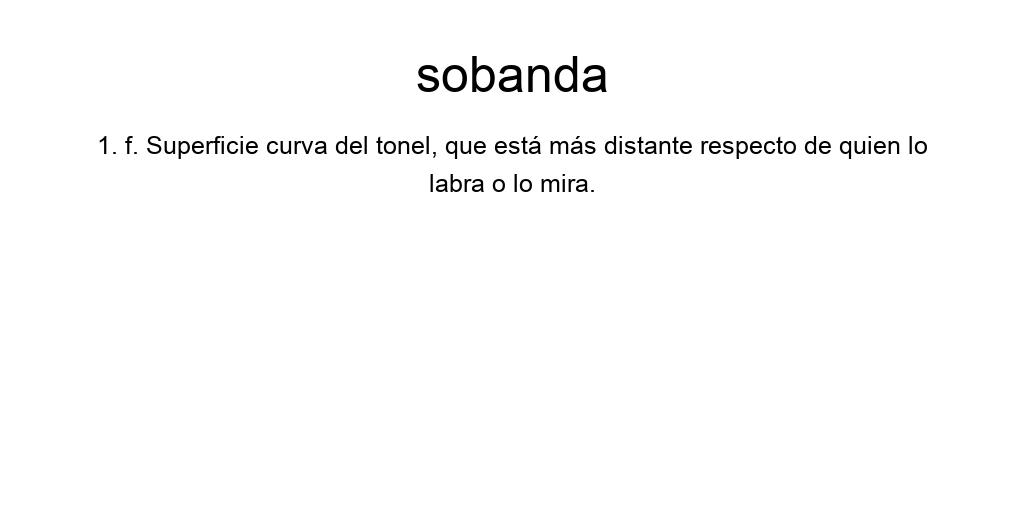 sobanda
1. f. Superficie curva del tonel, que está más distante respecto de quien lo
labra o lo mira.